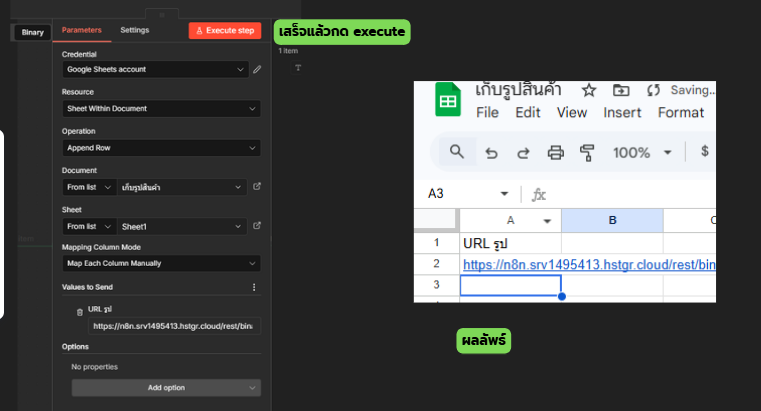 Binary
Parameters
Settings
Execute step
Credential
Google Sheets account
Resource
Sheet Within Document
Operation
Append Row
Document
From list
เก็บรูปสินค้า
Sheet
From list
Sheet1
Mapping Column Mode
Map Each Column Manually
Values to Send
URL รูป
https://n8n.srv1495413.hstgr.cloud/rest/bina
Options
No properties
Add option
เสร็จแล้วกด execute
1 item
T
เก็บรูปสินค้า
Saving...
File Edit View Insert Format
100%
$
A3
fx
A B C
1 URL รูป
2 https://n8n.srv1495413.hstgr.cloud/rest/bin
3
ผลลัพธ์